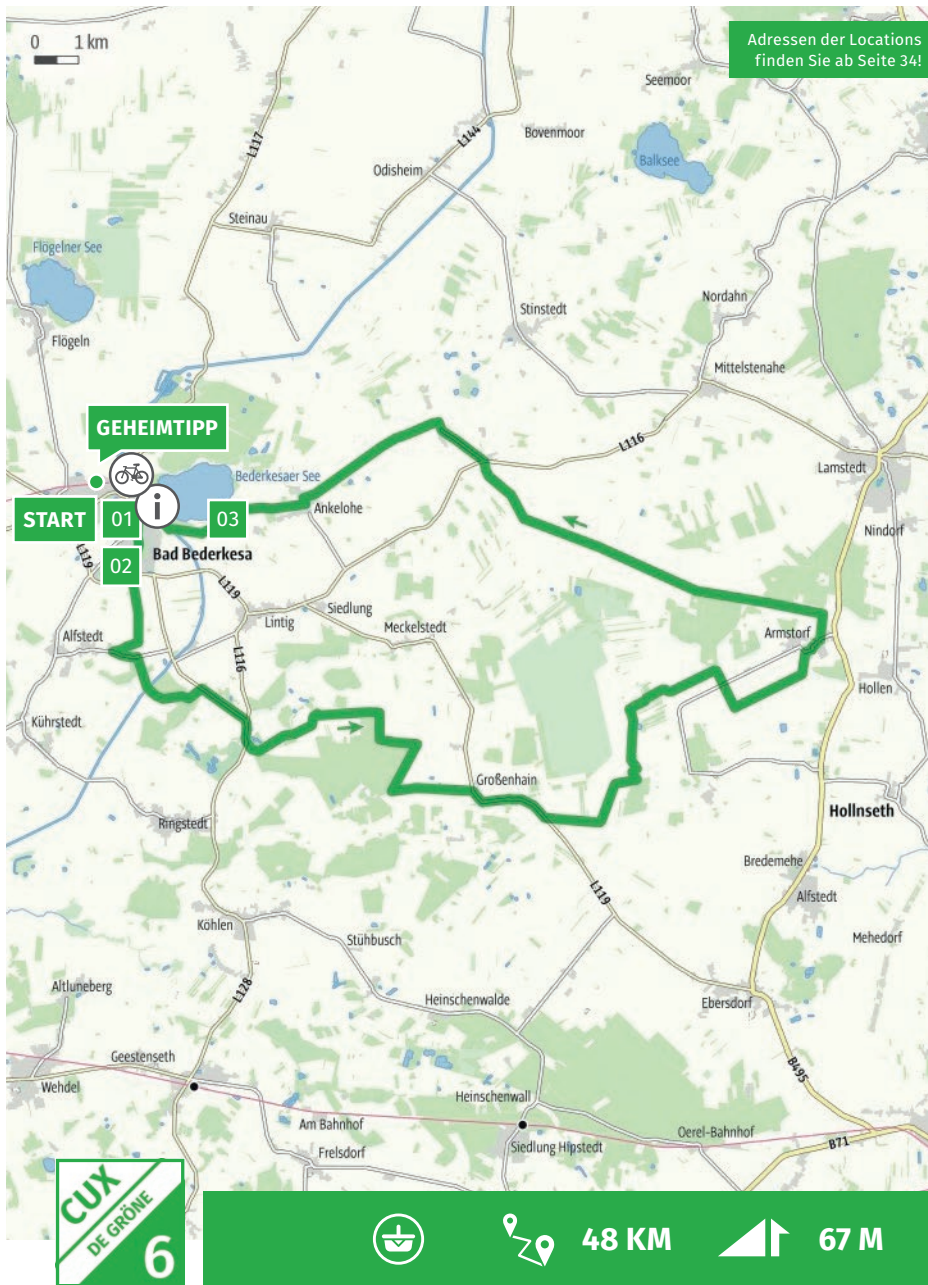 0 1 km
Adressen der Locations
finden Sie ab Seite 34!
Seemoor
L144
Bovenmoor
L117
Odisheim
Balksee
Steinau
Flögelner See
Nordahn
Stinstedt
Flögeln
Mittelstenahe
GEHEIMTIPP
L116
Lamstedt
Bederkesaer See
i
START
01
03
Ankelohe
Nindorf
Bad Bederkesa
L119
02
L119
Siedlung
Lintig
Meckelstedt
Alfstedt
Armstorf
L116
Hollen
Kührstedt
Großenhain
Hollnseth
Ringstedt
Bredemehe
L119
Alfstedt
Köhlen
Stühbusch
Mehedorf
Altluneberg
L128
Heinschenwalde
Ebersdorf
Geestenseth
B495
Wehdel
Heinschenwall
Am Bahnhof
Oerel-Bahnhof
B71
Frelsdorf
Siedlung Hipstedt
CUX
DE GRÖNE
6
48 KM
67 M